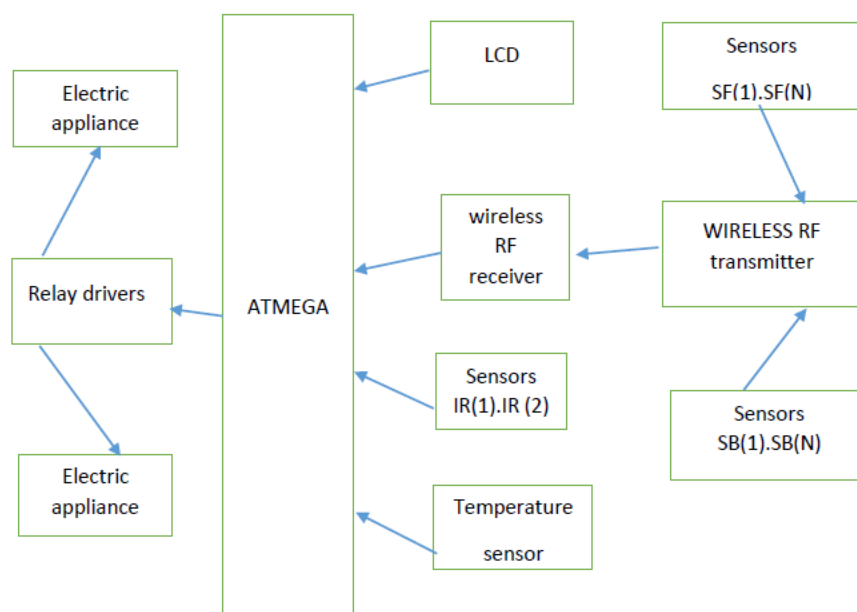 LCD
Sensors
SF(1).SF(N)
Electric
appliance
wireless
RF
receiver
WIRELESS RF
transmitter
Relay drivers
ATMEGA
Sensors
IR(1).IR (2)
Sensors
SB(1).SB(N)
Electric
appliance
Temperature
sensor